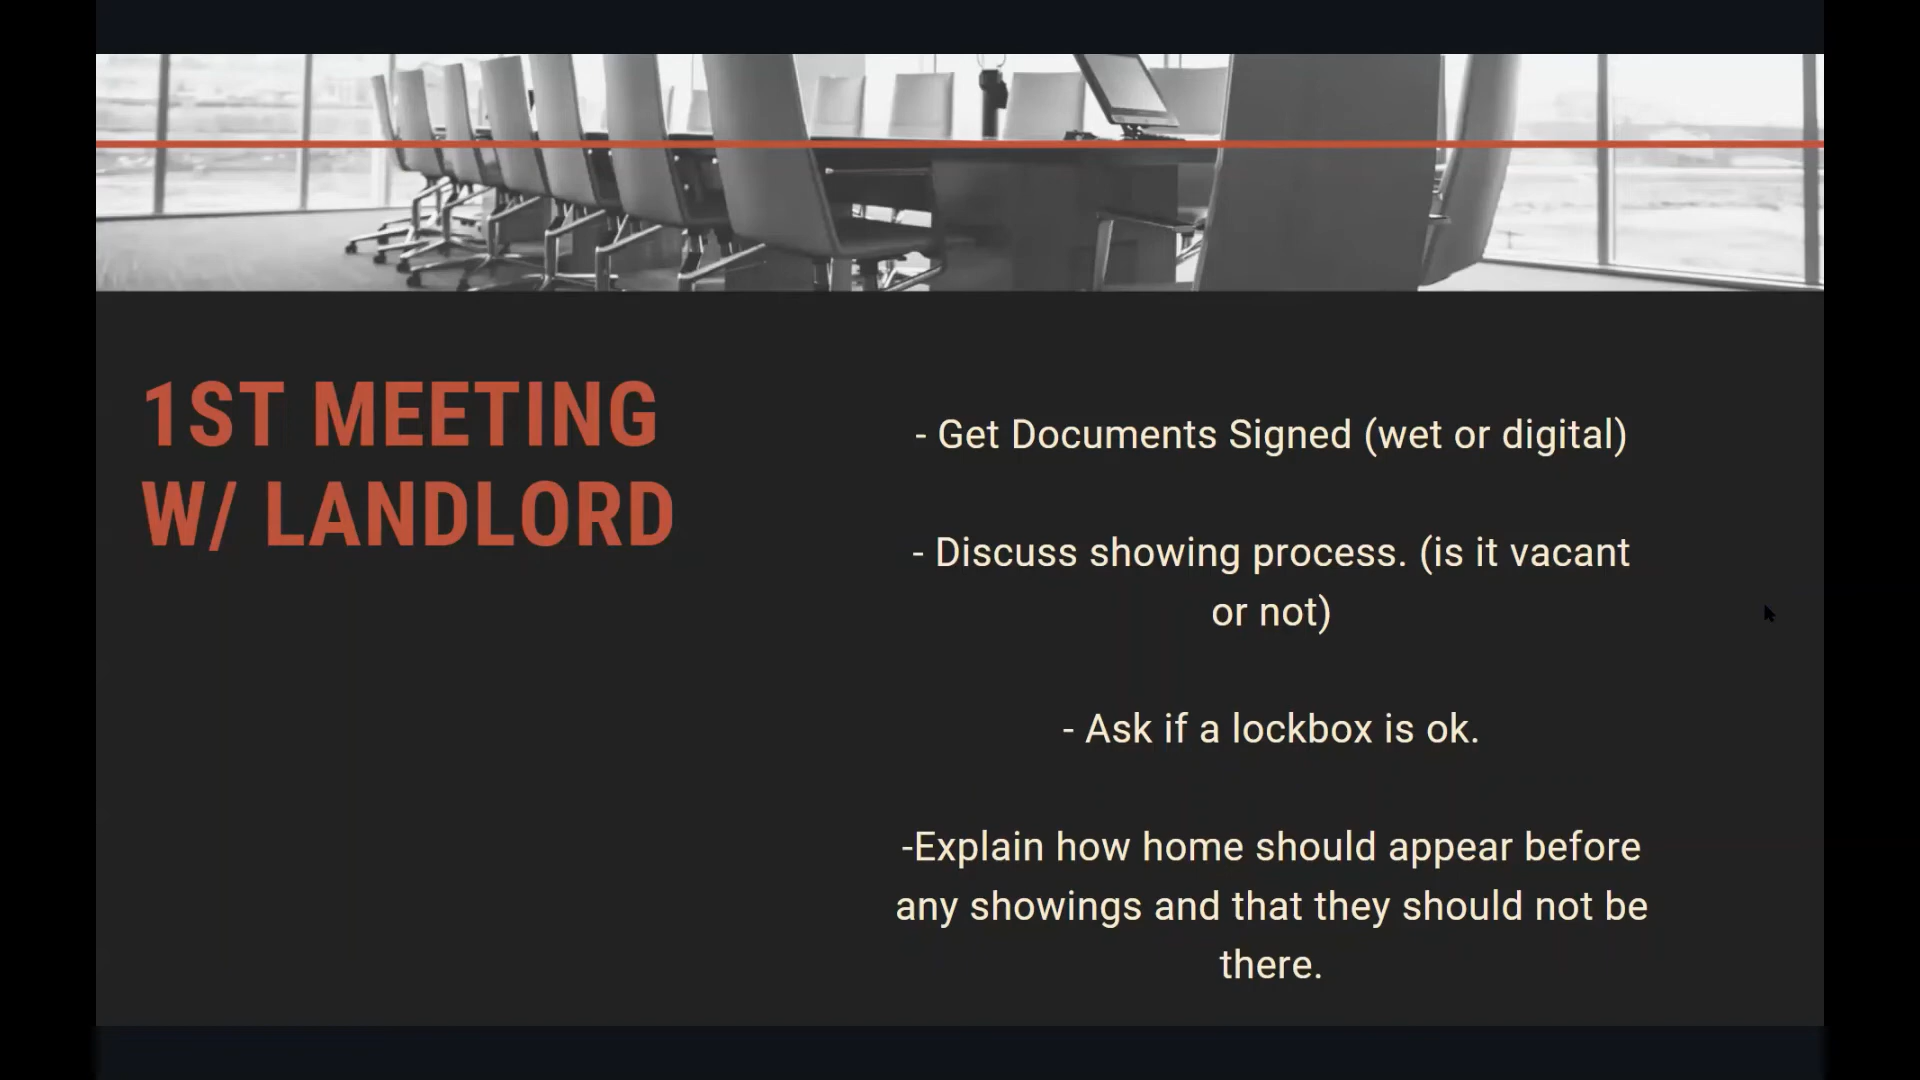 1ST MEETING
W/ LANDLORD
- Get Documents Signed (wet or digital)
- Discuss showing process. (is it vacant
or not)
- Ask if a lockbox is ok.
-Explain how home should appear before
any showings and that they should not be
there.